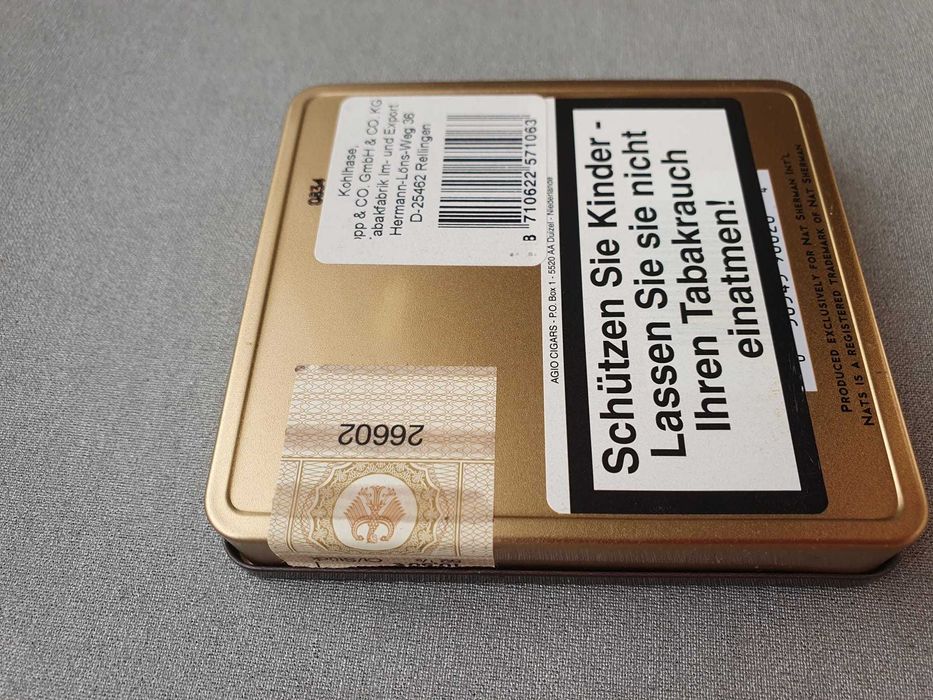 0834
Kohlhase,
pp & CO. GmbH & CO. KG
abakfabrik Im- und Export
Hermann-Löns-Weg 36
D-25462 Rellingen
8 710622 571063
AGIO CIGARS - P.O. Box 1 - 5520 AA Duizel - Niederlande
Schützen Sie Kinder -
Lassen Sie sie nicht
Ihren Tabakrauch
einatmen!
PRODUCED EXCLUSIVELY FOR NAT SHERMAN INT'L
NATS IS A REGISTERED TRADEMARK OF NAT SHERMAN
26602